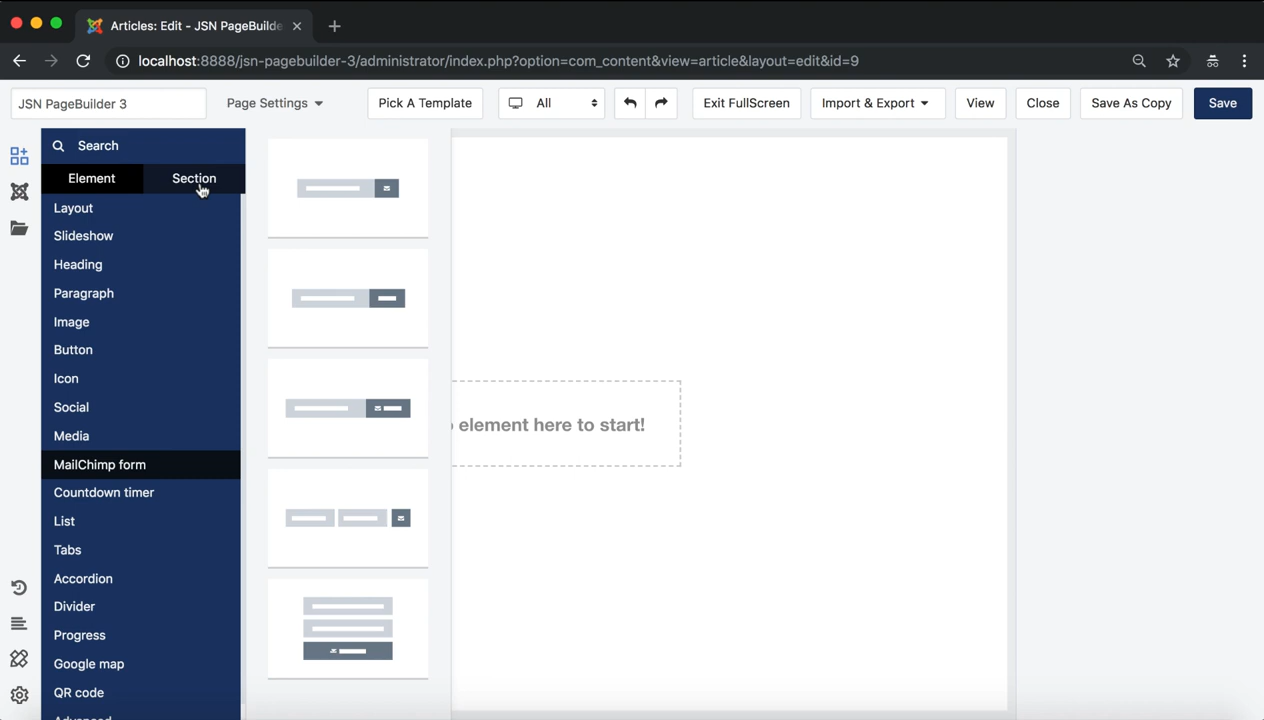 Articles: Edit - JSN PageBuilde
localhost:8888/jsn-pagebuilder-3/administrator/index.php?option=com_content&view=article&layout=edit&id=9
JSN PageBuilder 3
Page Settings
Pick A Template
All
Exit FullScreen
Import & Export
View
Close
Save As Copy
Save
Search
Element
Section
Layout
Slideshow
Heading
Paragraph
Image
Button
Icon
Social
Media
MailChimp form
Countdown timer
List
Tabs
Accordion
Divider
Progress
Google map
QR code
Advanced
element here to start!